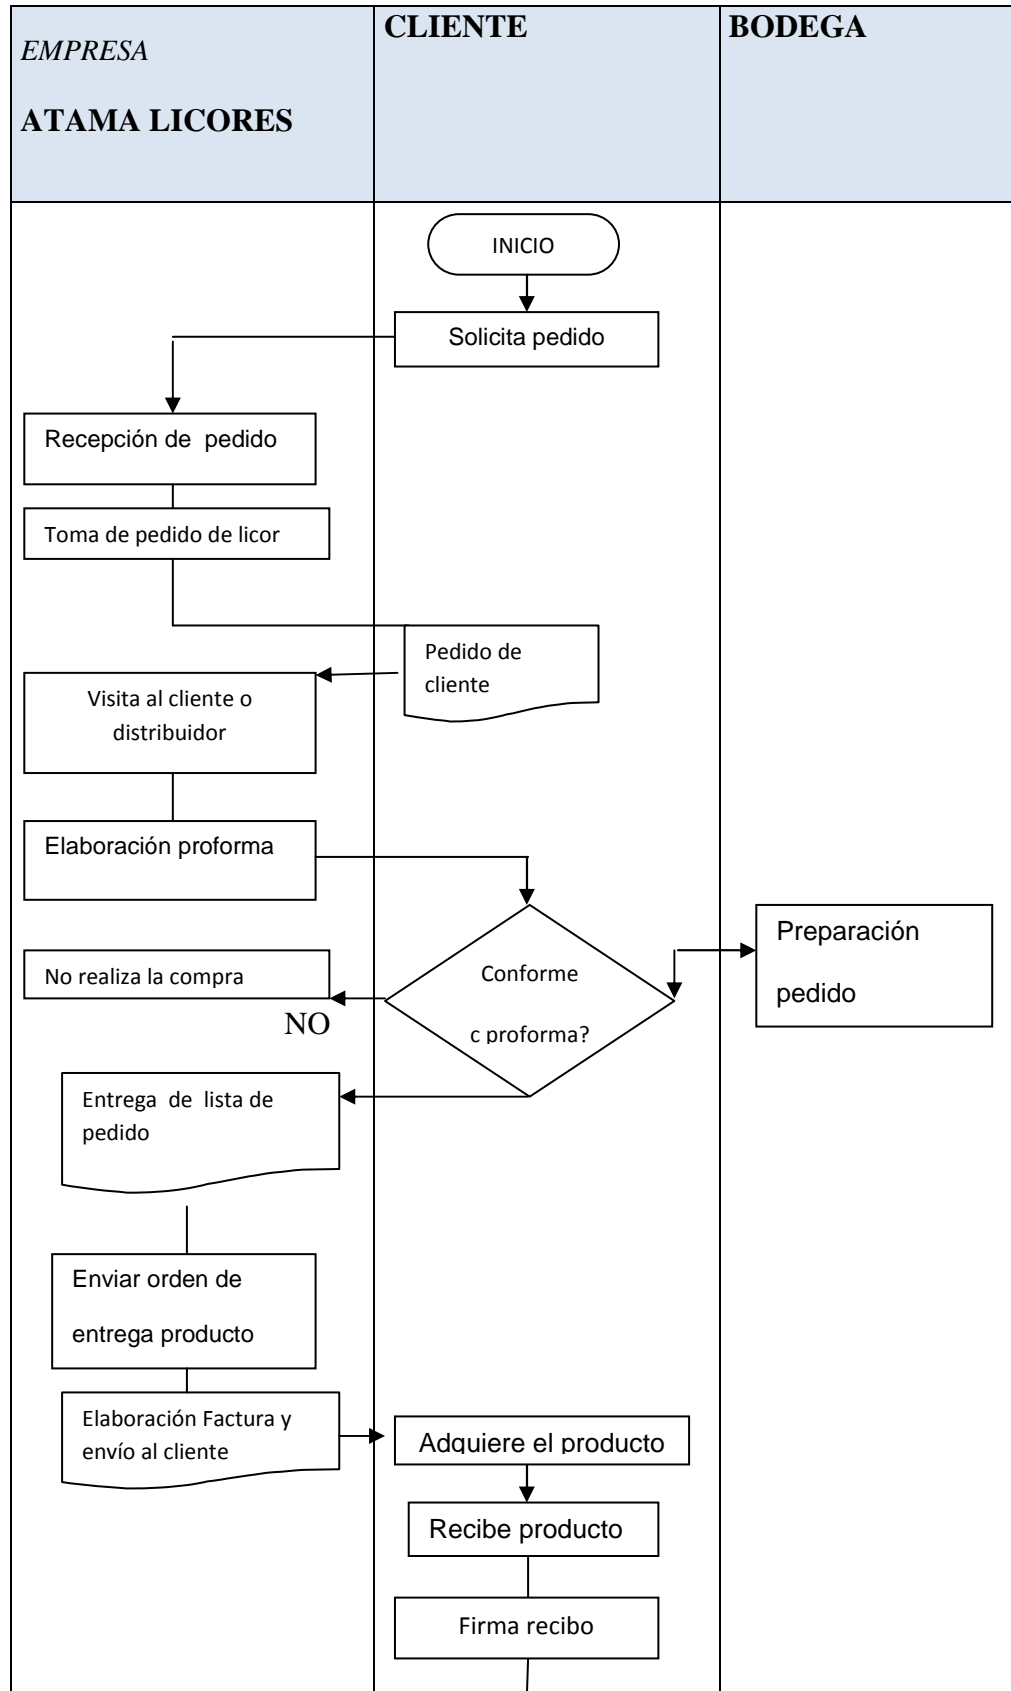 EMPRESA
ATAMA LICORES
CLIENTE
BODEGA
INICIO
Solicita pedido
Recepción de pedido
Toma de pedido de licor
Pedido de
cliente
Visita al cliente o
distribuidor
Elaboración proforma
Conforme
c proforma?
Preparación
pedido
No realiza la compra
NO
Entrega de lista de
pedido
Enviar orden de
entrega producto
Elaboración Factura y
envío al cliente
Adquiere el producto
Recibe producto
Firma recibo